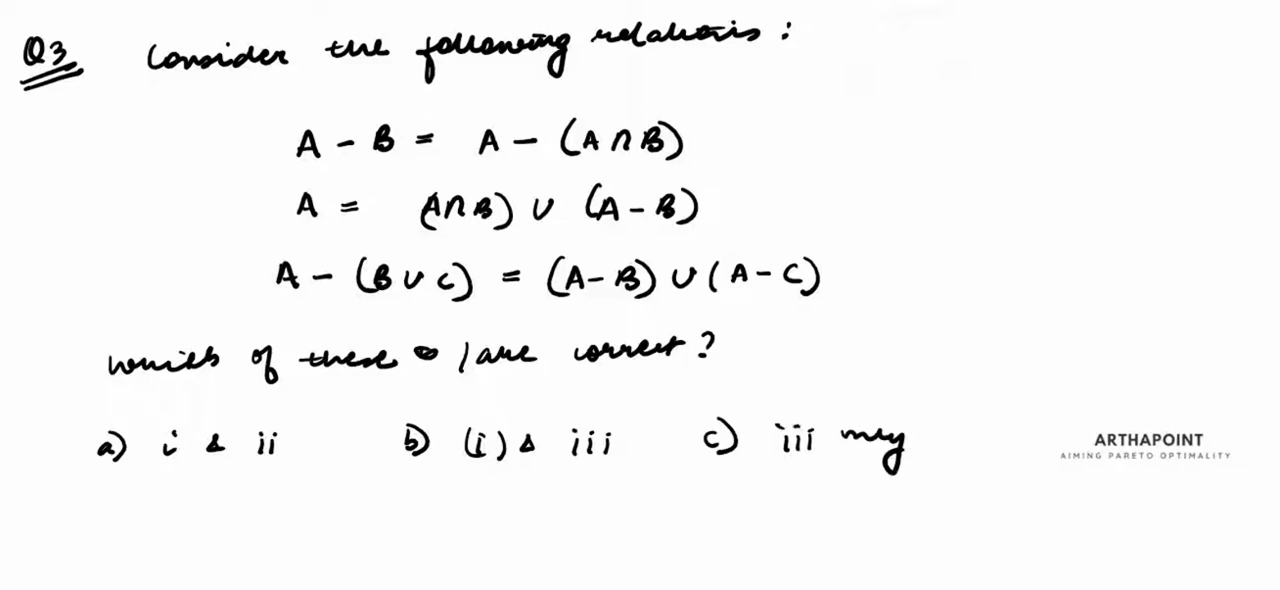 Q3 Consider the following relations :
A - B = A - (A ∩ B)
A = (A ∩ B) ∪ (A - B)
A - (B ∪ C) = (A - B) ∪ (A - C)
which of these /are correct ?
a) i & ii b) (i) & iii c) iii only
ARTHAPOINT
AIMING PARETO OPTIMALITY